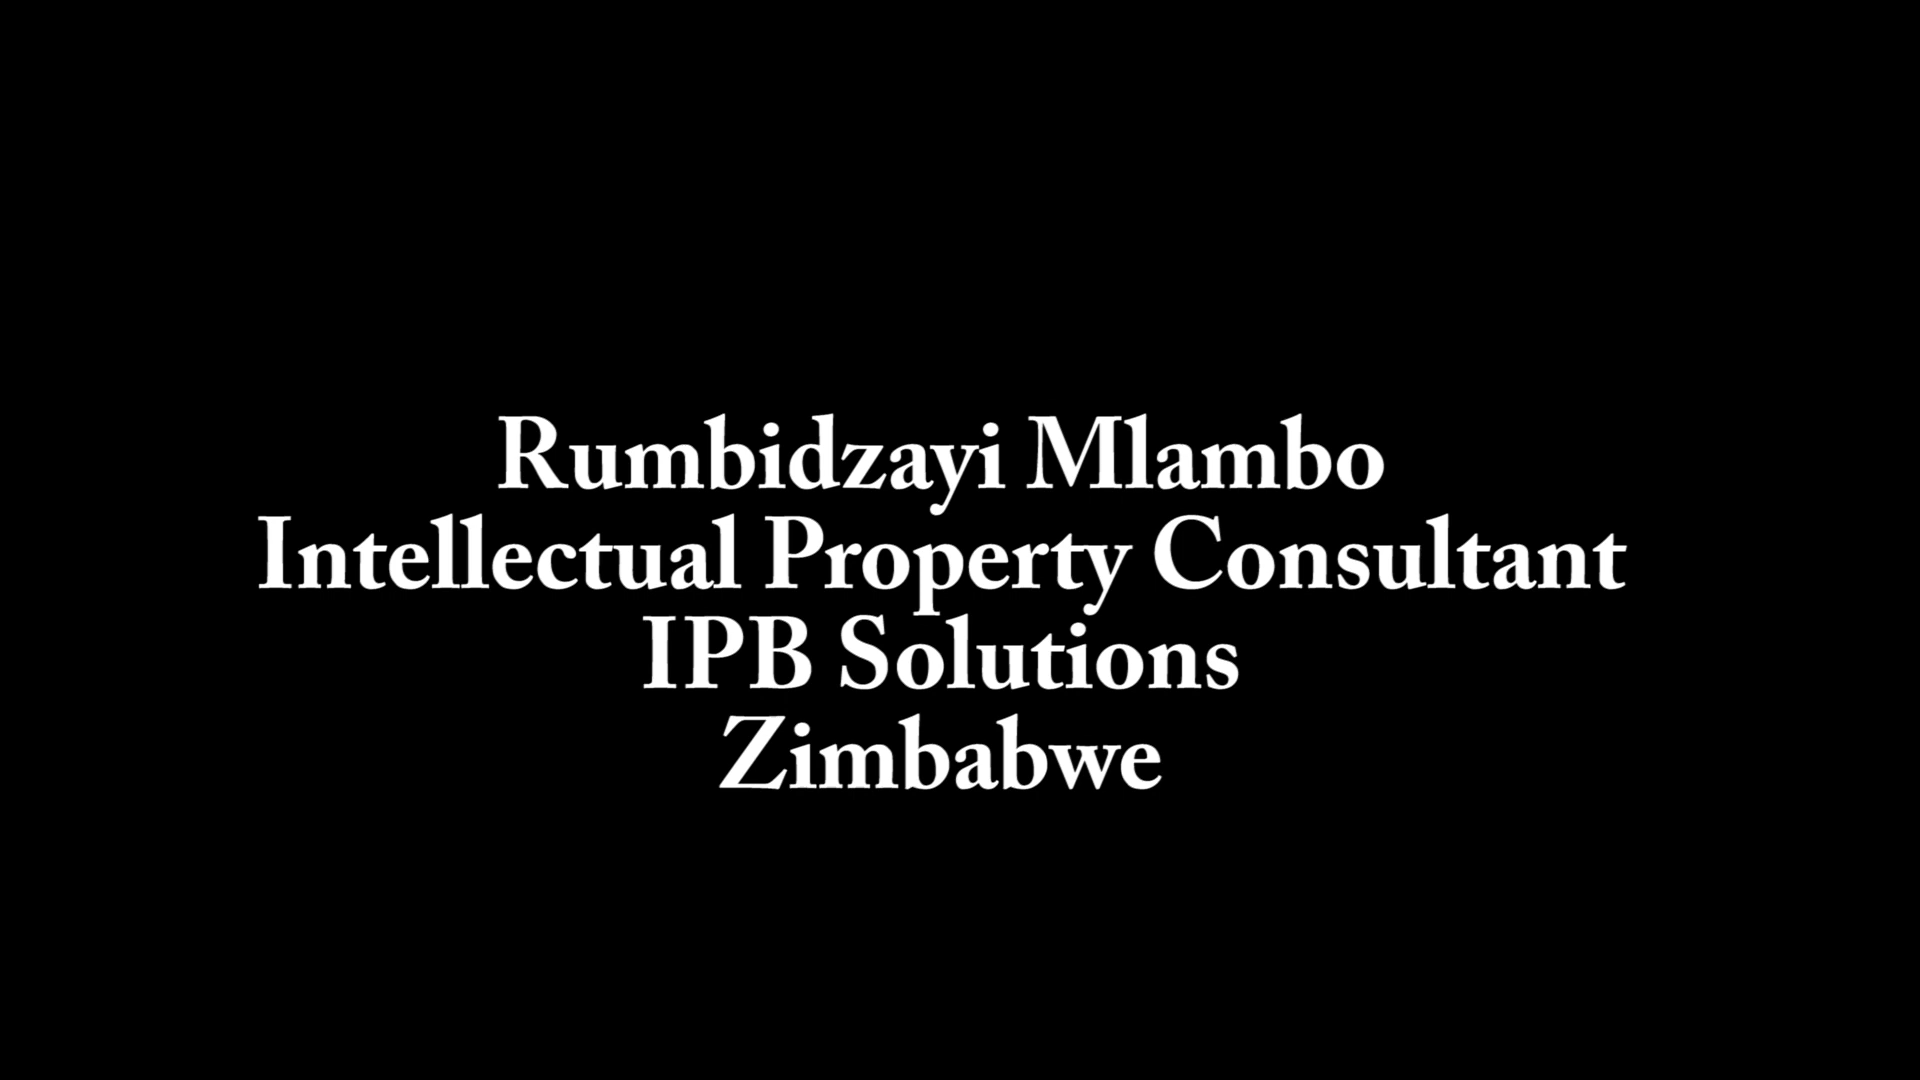 Rumbidzayi Mlambo
Intellectual Property Consultant
IPB Solutions
Zimbabwe